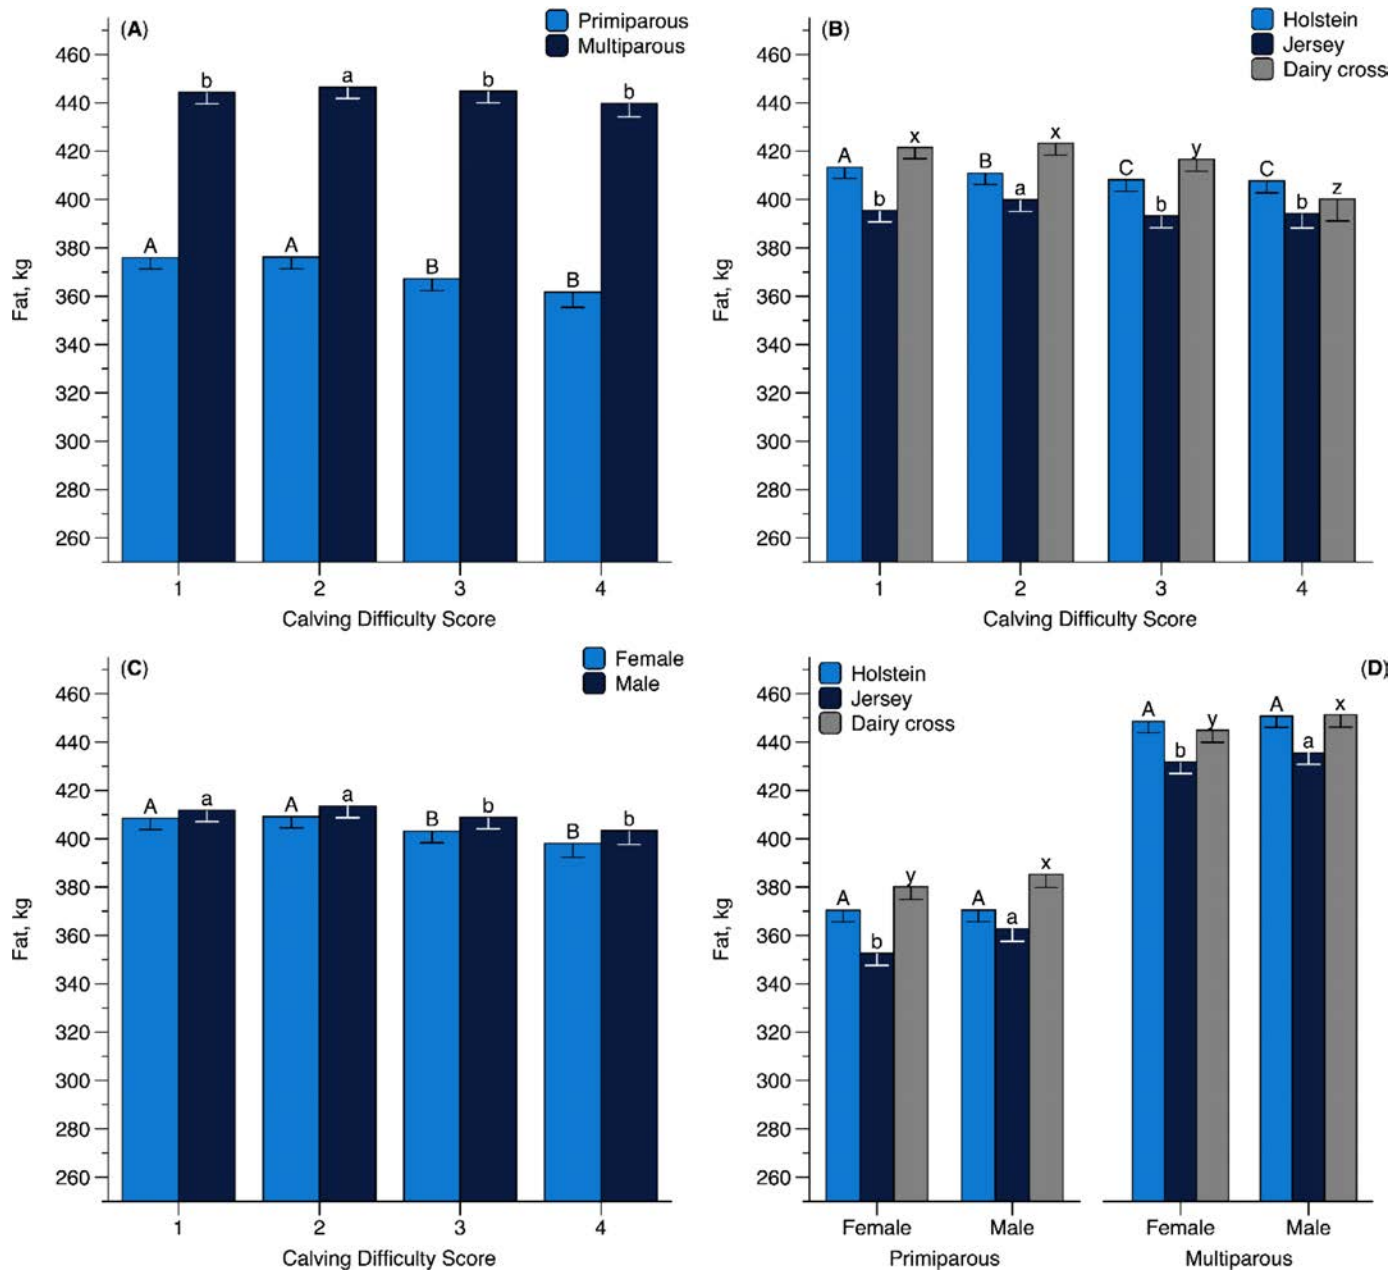 (A)
Primiparous
Multiparous
460
440
420
400
380
360
340
320
300
280
260
Fat, kg
A
b
A
a
B
b
B
b
1
2
3
4
Calving Difficulty Score
(B)
Holstein
Jersey
Dairy cross
460
440
420
400
380
360
340
320
300
280
260
Fat, kg
A
b
x
B
a
x
C
b
y
C
b
z
1
2
3
4
Calving Difficulty Score
(C)
Female
Male
460
440
420
400
380
360
340
320
300
280
260
Fat, kg
A
a
A
a
B
b
B
b
1
2
3
4
Calving Difficulty Score
(D)
Holstein
Jersey
Dairy cross
460
440
420
400
380
360
340
320
300
280
260
Fat, kg
A
b
y
A
a
x
A
b
y
A
a
x
Female
Male
Female
Male
Primiparous
Multiparous